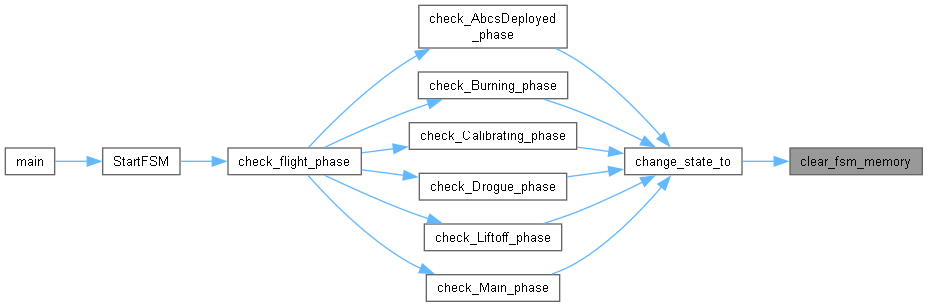 check_AbcsDeployed
_phase
check_Burning_phase
check_Calibrating_phase
main
StartFSM
check_flight_phase
change_state_to
clear_fsm_memory
check_Drogue_phase
check_Liftoff_phase
check_Main_phase